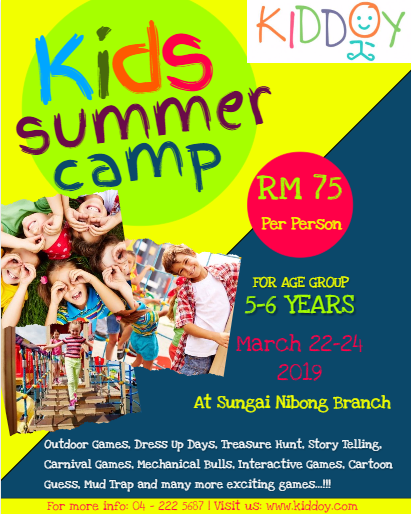 KIDDOY
Kids
summer
camp
RM 75
Per Person
FOR AGE GROUP
5-6 YEARS
March 22-24
2019
At Sungai Nibong Branch
Outdoor Games, Dress Up Days, Treasure Hunt, Story Telling,
Carnival Games, Mechanical Bulls, Interactive Games, Cartoon
Guess, Mud Trap and many more exciting games...!!!
For more info: 04 - 222 5687 | Visit us: www.kiddoy.com